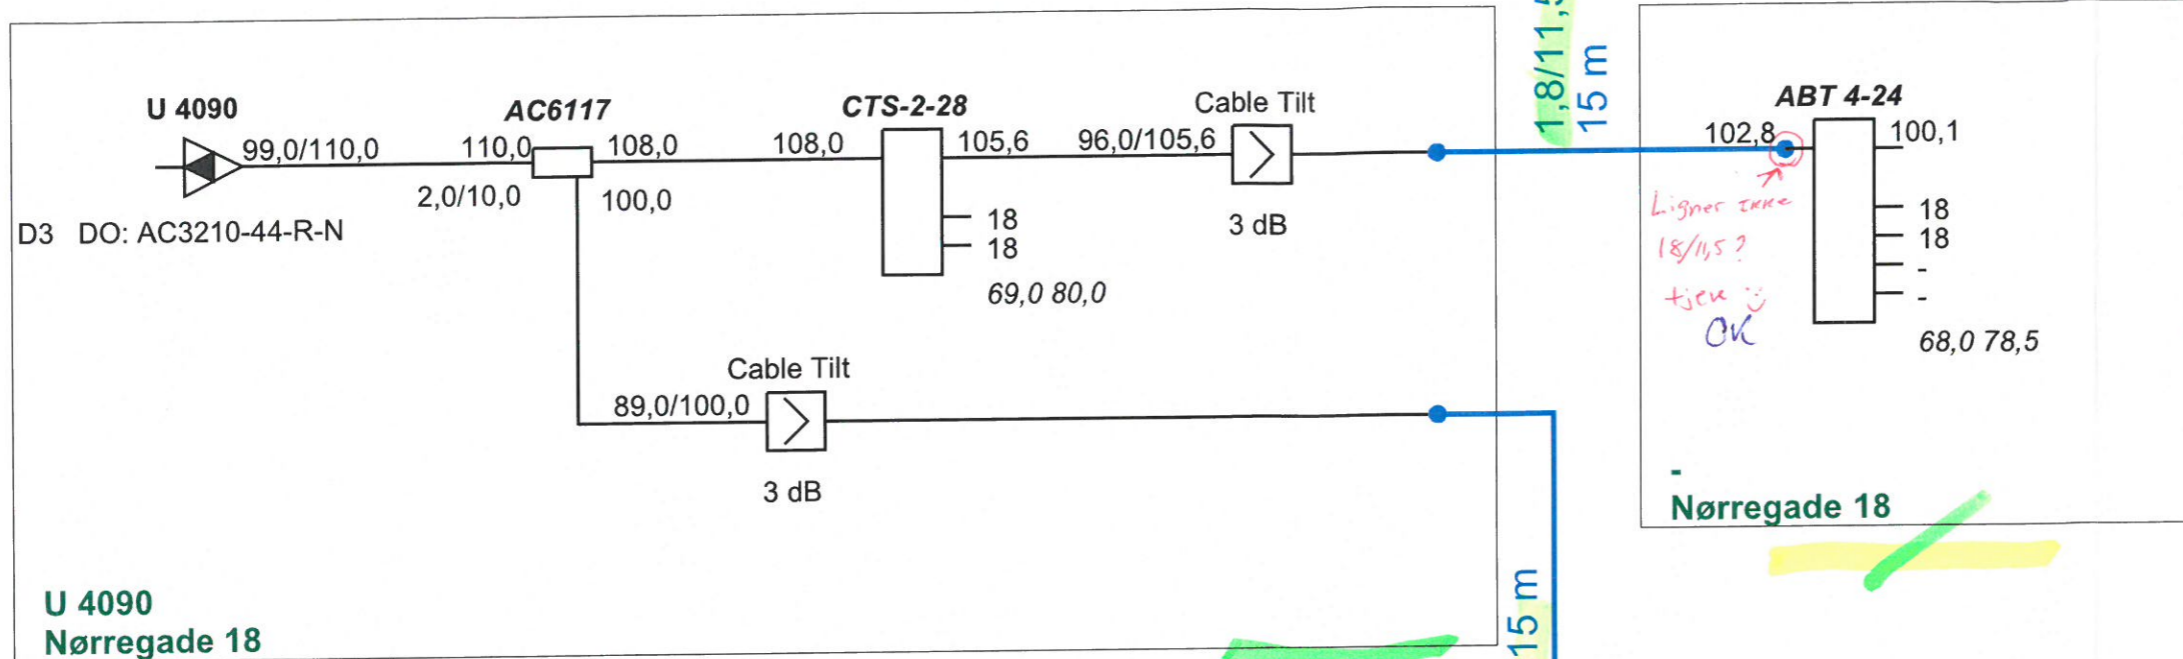 U 4090
99,0/110,0
D3 DO: AC3210-44-R-N
AC6117
110,0
108,0
2,0/10,0
100,0
CTS-2-28
108,0
105,6
18
18
69,0 80,0
Cable Tilt
96,0/105,6
3 dB
Cable Tilt
89,0/100,0
3 dB
U 4090
Nørregade 18
1,8/11,5
15 m
15 m
ABT 4-24
102,8
100,1
18
18
-
-
68,0 78,5
Ligner ikke
18/11,5?
tjek
OK
-
Nørregade 18